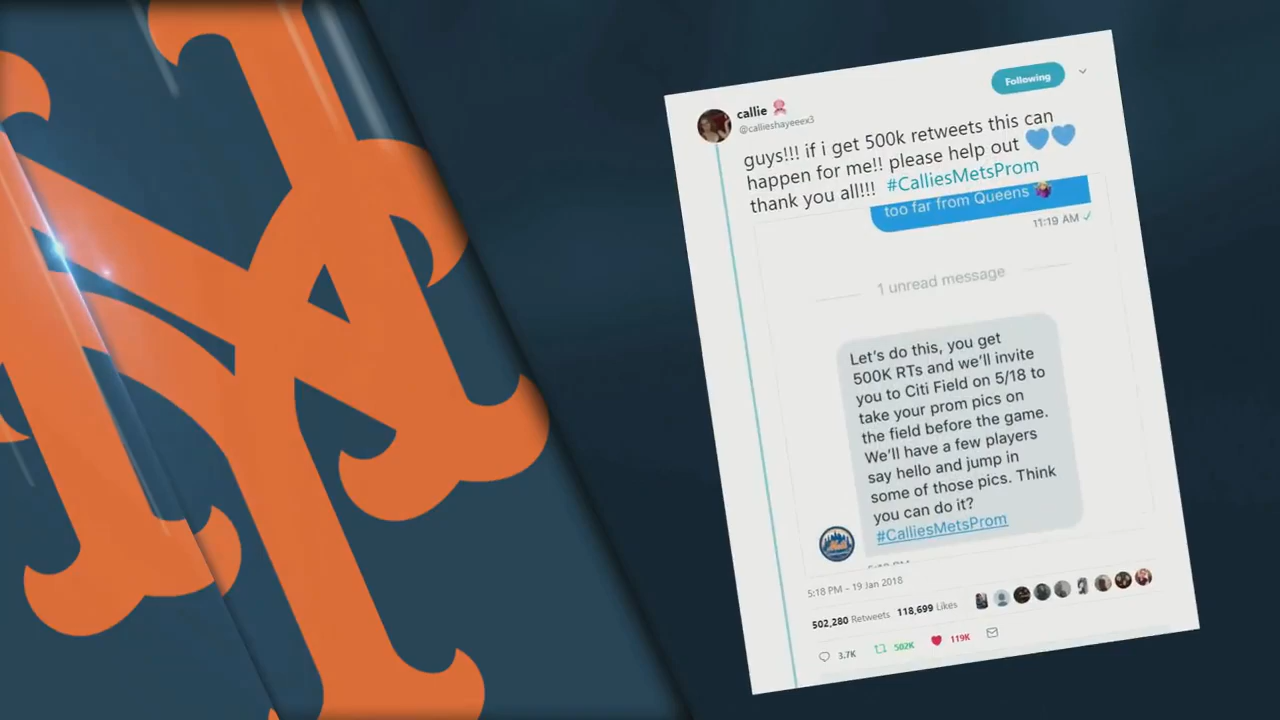 Following
callie
@callieshayeeex3
guys!!! if i get 500k retweets this can
happen for me!! please help out 💙💙
thank you all!!! #CalliesMetsProm
too far from Queens
11:19 AM ✓
1 unread message
Let's do this, you get
500K RTs and we'll invite
you to Citi Field on 5/18 to
take your prom pics on
the field before the game.
We'll have a few players
say hello and jump in
some of those pics. Think
you can do it?
#CalliesMetsProm
5:18 PM - 19 Jan 2018
502,280 Retweets 118,699 Likes
3.7K 502K 119K